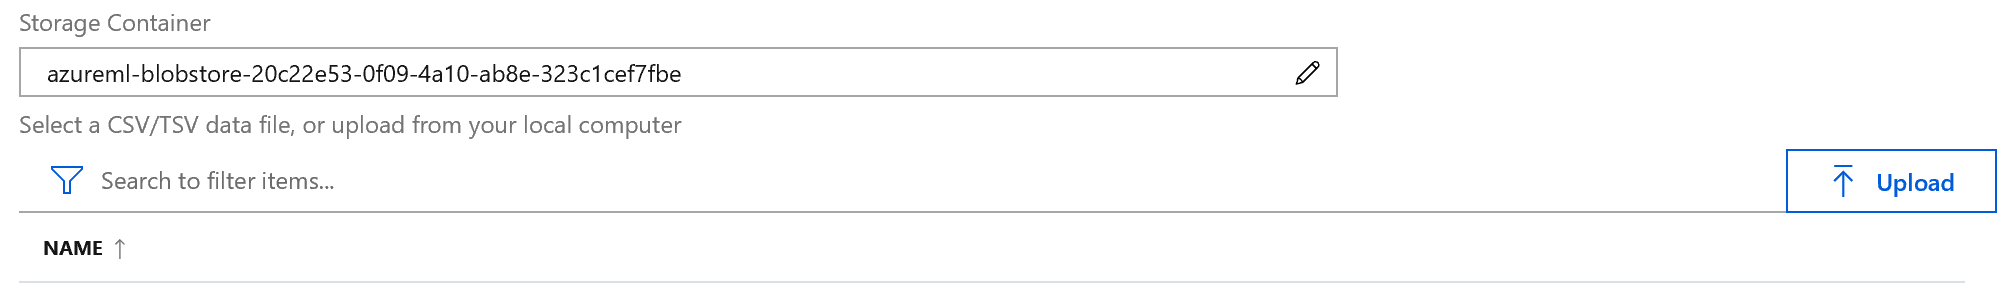 Storage Container
azureml-blobstore-20c22e53-0f09-4a10-ab8e-323c1cef7fbe
Select a CSV/TSV data file, or upload from your local computer
Search to filter items...
Upload
NAME ↑